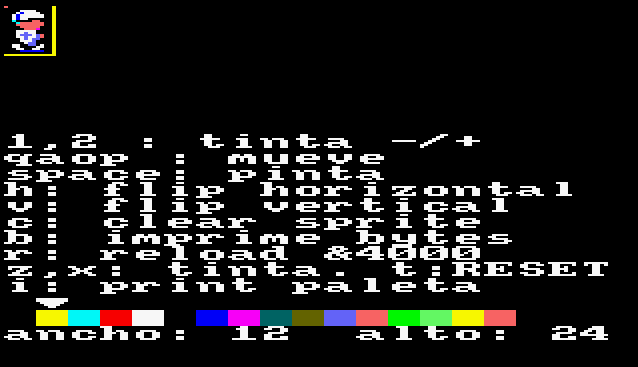 1,2 : tinta -/+
qaop : mueve
space: pinta
h: flip horizontal
v: flip vertical
c: clear sprite
b: imprime bytes
r: reload &4000
z,x: tinta. t:RESET
i: print paleta
ancho: 12 alto: 24